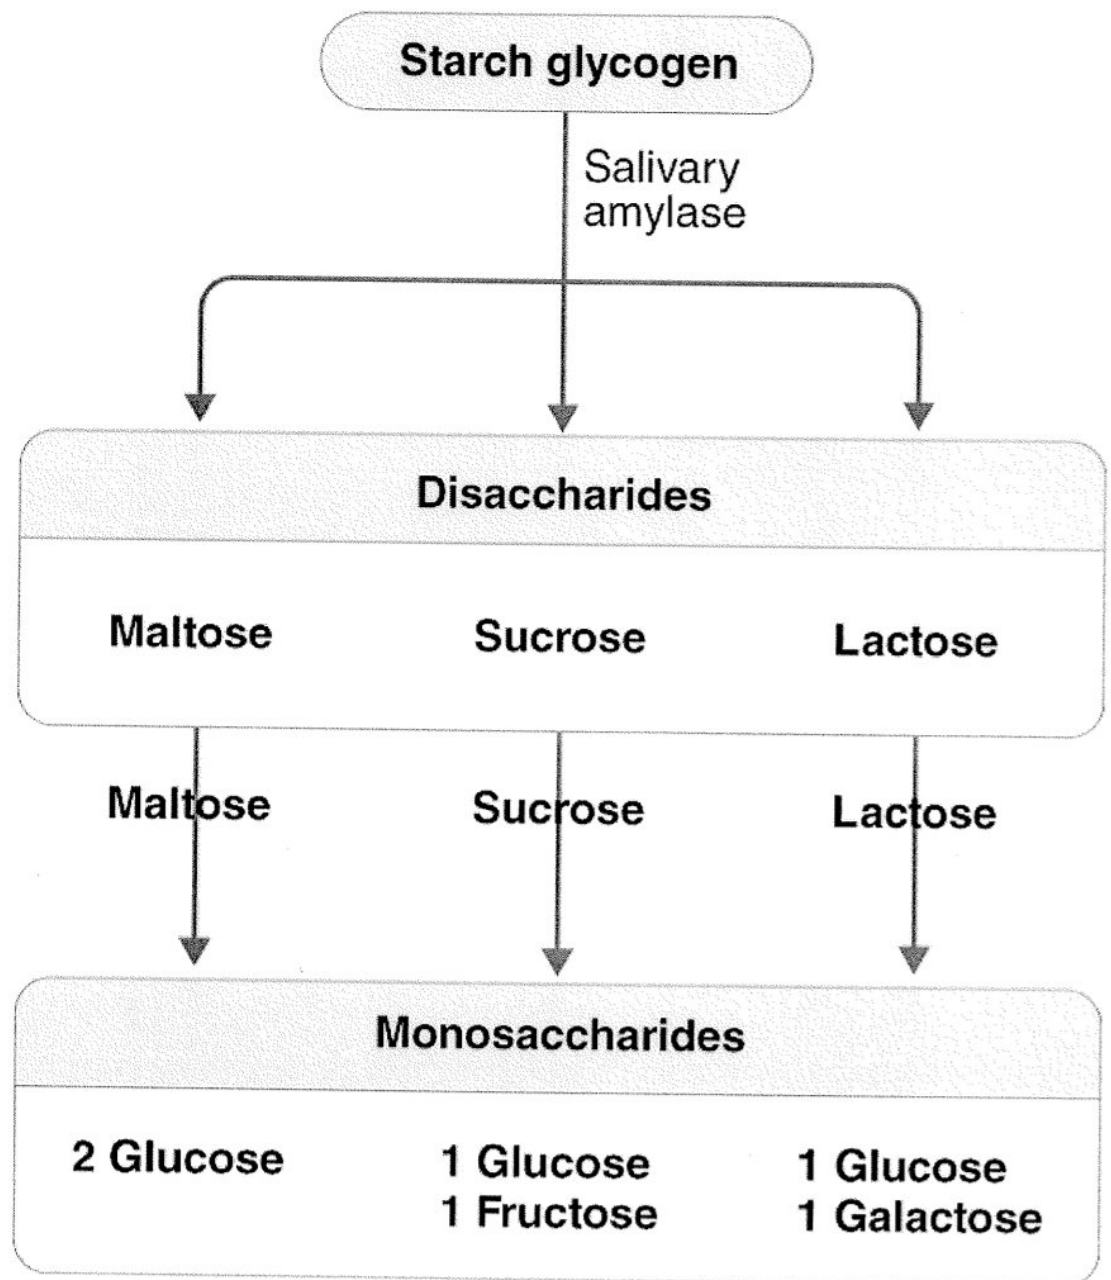 Starch glycogen
Salivary
amylase
Disaccharides
Maltose Sucrose Lactose
Maltose Sucrose Lactose
Monosaccharides
2 Glucose 1 Glucose 1 Glucose
1 Fructose 1 Galactose